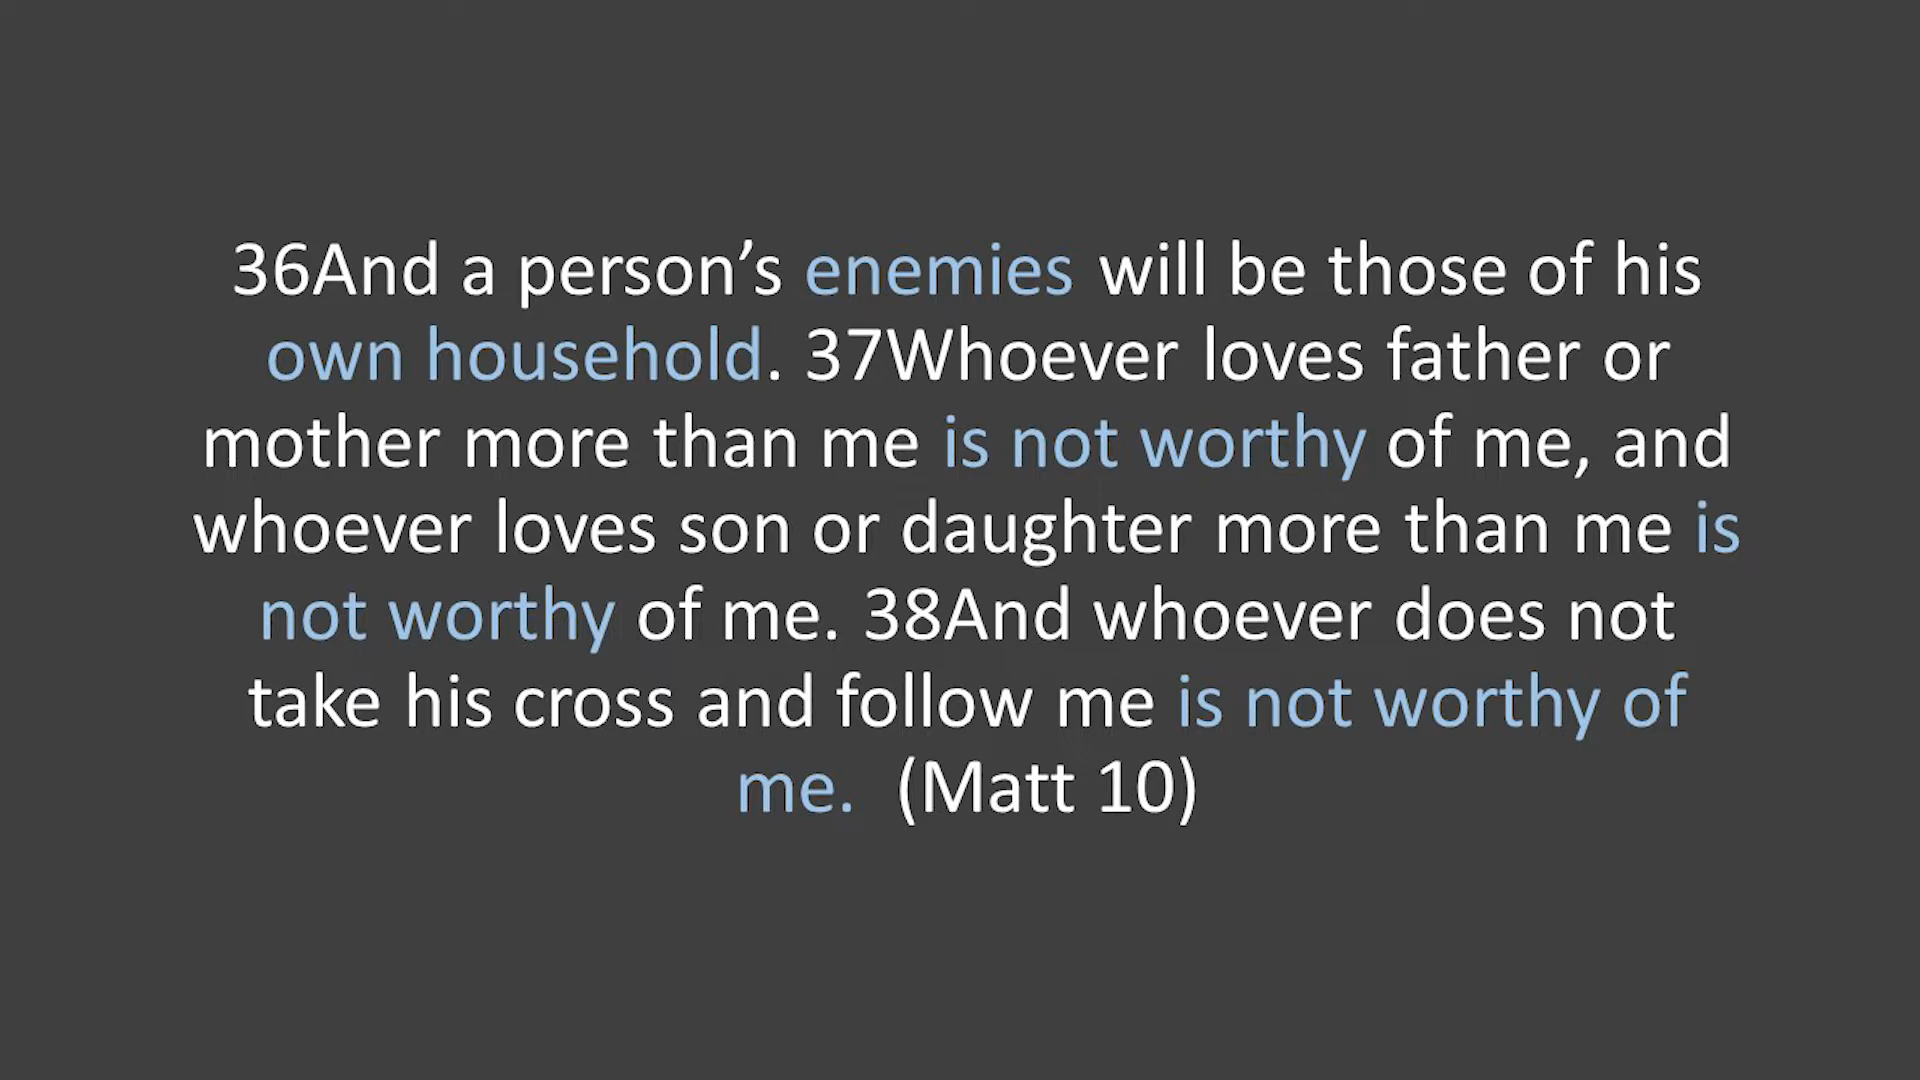 36And a person’s enemies will be those of his
own household. 37Whoever loves father or
mother more than me is not worthy of me, and
whoever loves son or daughter more than me is
not worthy of me. 38And whoever does not
take his cross and follow me is not worthy of
me.  (Matt 10)